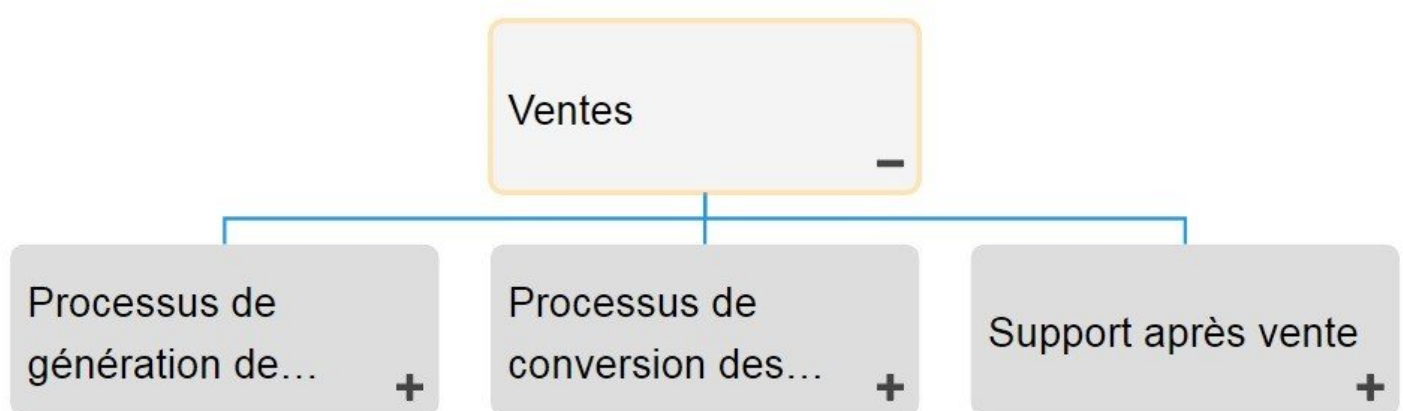 Ventes
Processus de
génération de...
Processus de
conversion des...
Support après vente